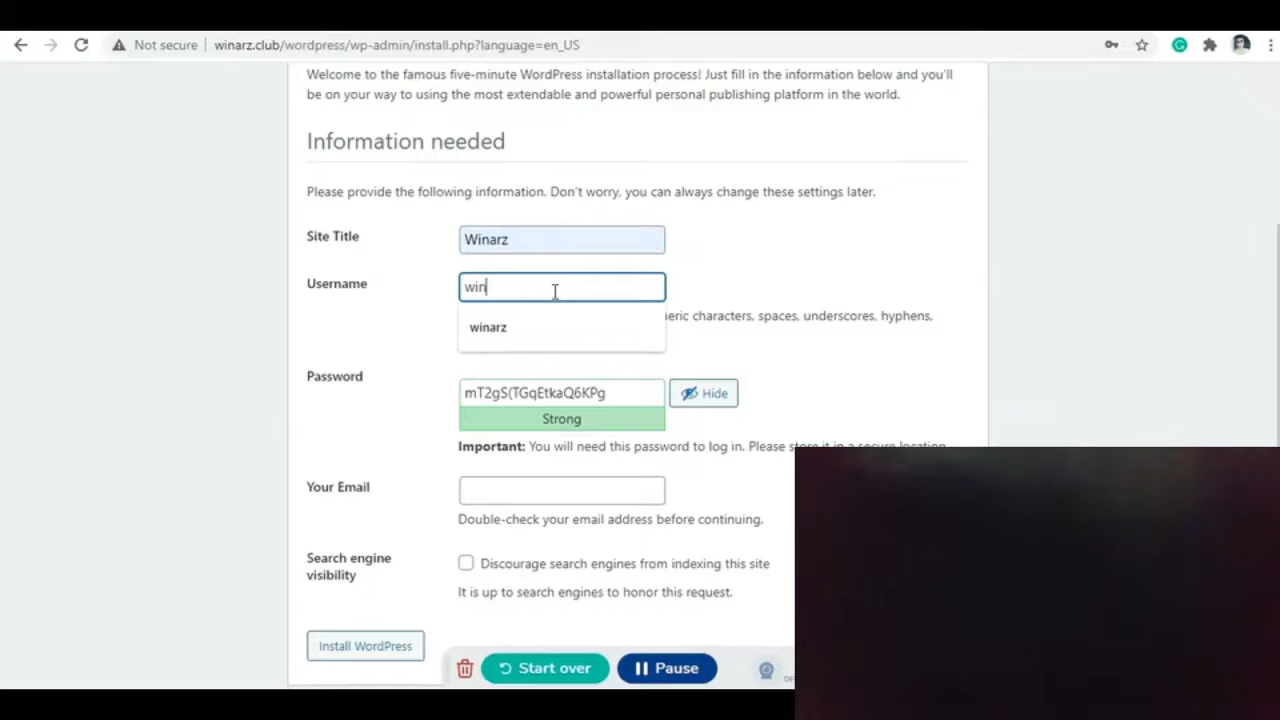 Not secure | winarz.club/wordpress/wp-admin/install.php?language=en_US
Welcome to the famous five-minute WordPress installation process! Just fill in the information below and you'll
be on your way to using the most extendable and powerful personal publishing platform in the world.
Information needed
Please provide the following information. Don't worry, you can always change these settings later.
Site Title
Winarz
Username
win
eric characters, spaces, underscores, hyphens,
winarz
Password
mT2gS(TGqEtkaQ6KPg
Hide
Strong
Important: You will need this password to log in. Please store it in a secure location.
Your Email
Double-check your email address before continuing.
Search engine
visibility
Discourage search engines from indexing this site
It is up to search engines to honor this request.
Install WordPress
Start over
Pause